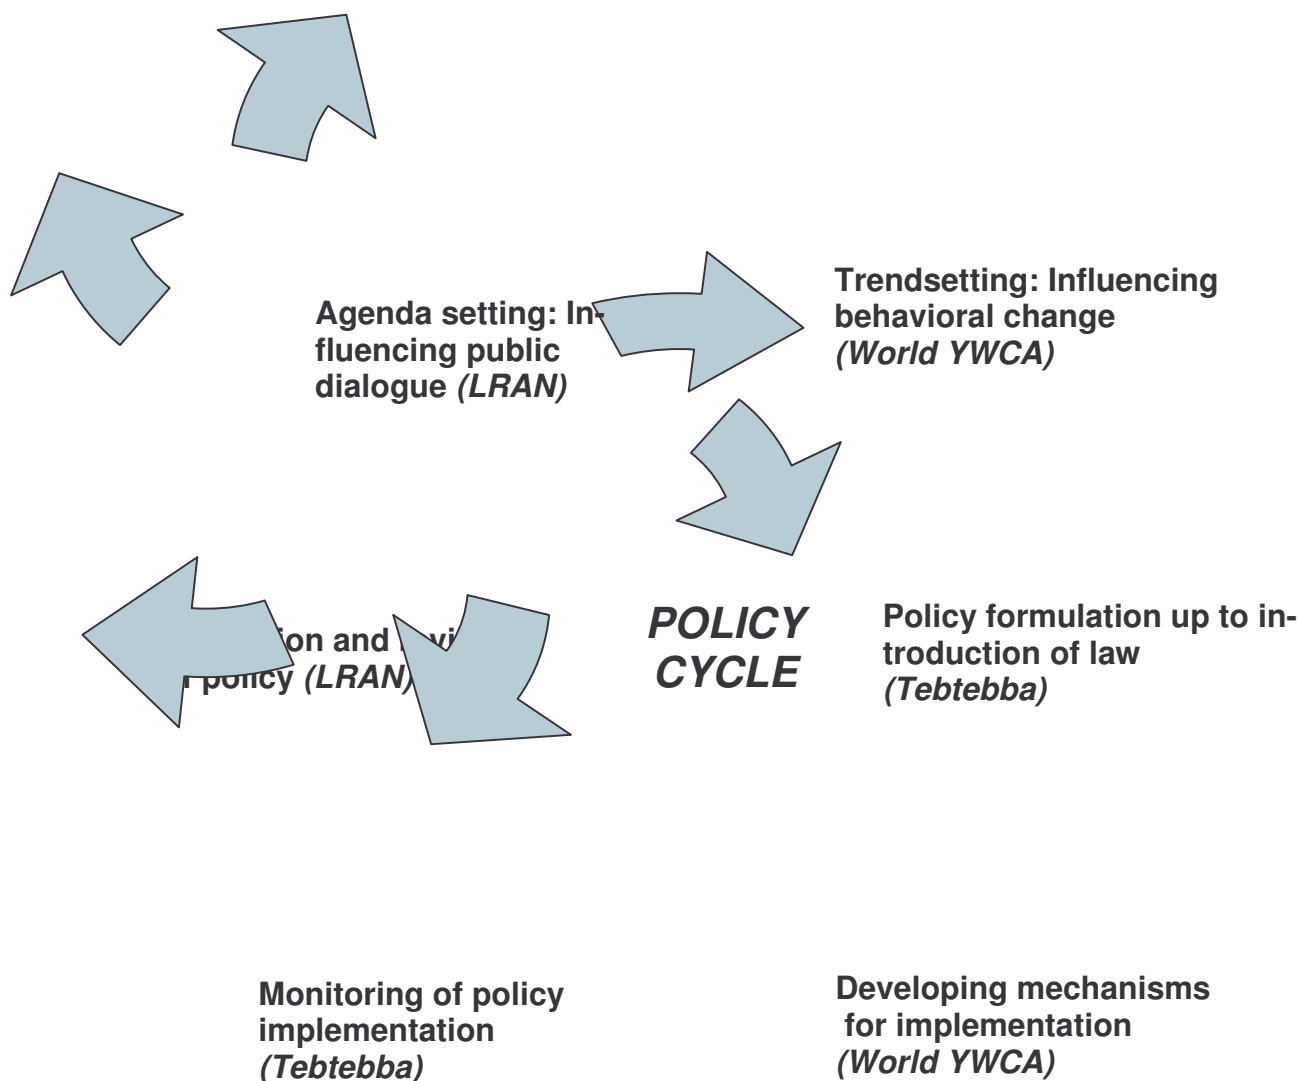 Agenda setting: In-
fluencing public
dialogue (LRAN)
Trendsetting: Influencing
behavioral change
(World YWCA)
POLICY
CYCLE
Policy formulation up to in-
troduction of law
(Tebtebba)
and
policy (LRAN)
Monitoring of policy
implementation
(Tebtebba)
Developing mechanisms
for implementation
(World YWCA)